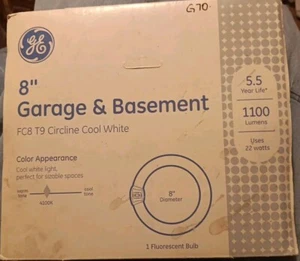 G70
GE
8"
Garage & Basement
FC8 T9 Circline Cool White
Color Appearance
Cool white light,
perfect for sizable spaces.
4100K
8"
Diameter
1 Fluorescent Bulb
5.5
Year Life*
1100
Lumens
Uses
22 watts